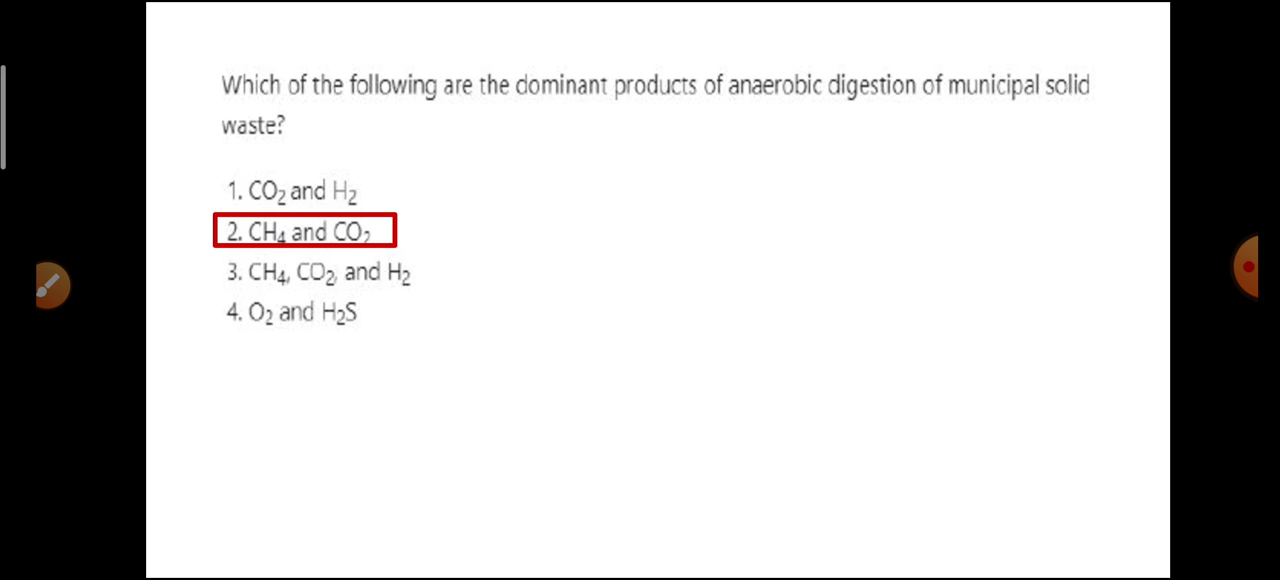 Which of the following are the dominant products of anaerobic digestion of municipal solid
waste?
1. CO₂ and H₂
2. CH₄ and CO₂
3. CH₄, CO₂, and H₂
4. O₂ and H₂S